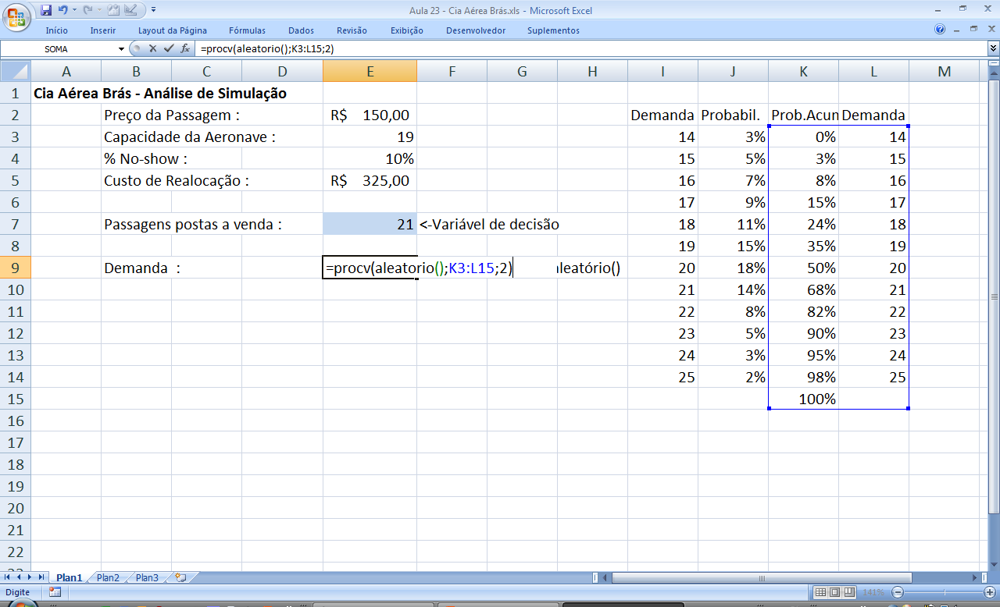 Aula 23 - Cia Aérea Brás.xls - Microsoft Excel
Início Inserir Layout da Página Fórmulas Dados Revisão Exibição Desenvolvedor Suplementos
SOMA fx =procv(aleatorio();K3:L15;2)
A B C D E F G H I J K L M
1 Cia Aérea Brás - Análise de Simulação
2 Preço da Passagem : R$ 150,00 Demanda Probabil. Prob.Acun Demanda
3 Capacidade da Aeronave : 19 14 3% 0% 14
4 % No-show : 10% 15 5% 3% 15
5 Custo de Realocação : R$ 325,00 16 7% 8% 16
6 17 9% 15% 17
7 Passagens postas a venda : 21 <-Variável de decisão 18 11% 24% 18
8 19 15% 35% 19
9 Demanda : =procv(aleatorio();K3:L15;2) aleatório() 20 18% 50% 20
10 21 14% 68% 21
11 22 8% 82% 22
12 23 5% 90% 23
13 24 3% 95% 24
14 25 2% 98% 25
15 100%
16
17
18
19
20
21
22
Plan1 Plan2 Plan3
Digite 141%